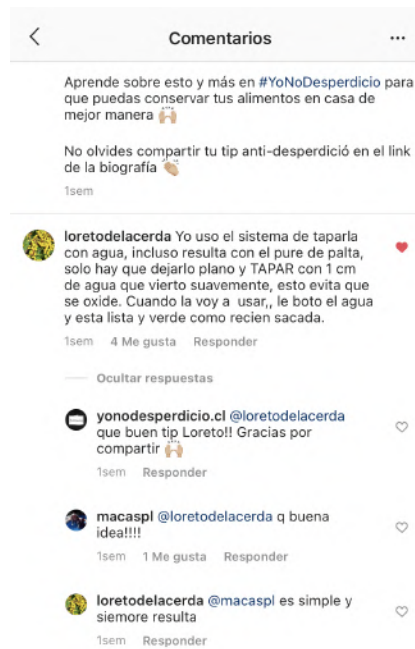 Comentarios
Aprende sobre esto y más en #YoNoDesperdicio para
que puedas conservar tus alimentos en casa de
mejor manera 🙌🏼
No olvides compartir tu tip anti-desperdició en el link
de la biografía 👏🏼
1sem
loretodelacerda Yo uso el sistema de taparla
con agua, incluso resulta con el pure de palta,
solo hay que dejarlo plano y TAPAR con 1 cm
de agua que vierto suavemente, esto evita que
se oxide. Cuando la voy a usar,, le boto el agua
y esta lista y verde como recien sacada.
1sem 4 Me gusta Responder
Ocultar respuestas
yonodesperdicio.cl @loretodelacerda
que buen tip Loreto!! Gracias por
compartir 🙌🏼
1sem Responder
macaspl @loretodelacerda q buena
idea!!!!
1sem 1 Me gusta Responder
loretodelacerda @macaspl es simple y
siemore resulta
1sem Responder